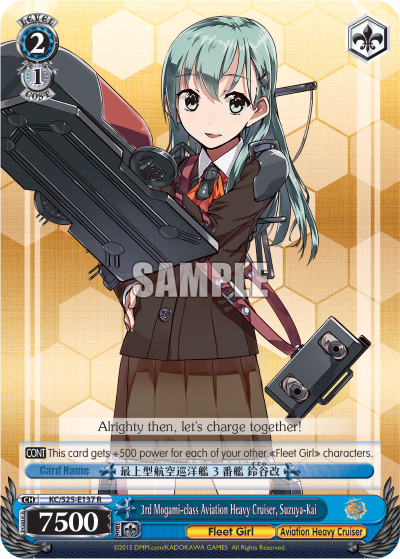 LEVEL
2
1
COST
SAMPLE
Alrighty then, let's charge together!
CONT This card gets +500 power for each of your other «Fleet Girl» characters.
Card Name 最上型航空巡洋艦 3番艦 鈴谷改
CH KC/S25-E137 R
3rd Mogami-class Aviation Heavy Cruiser, Suzuya-Kai
POWER 7500 Fleet Girl Aviation Heavy Cruiser
©2015 DMM.com/KADOKAWA GAMES All Rights Reserved.